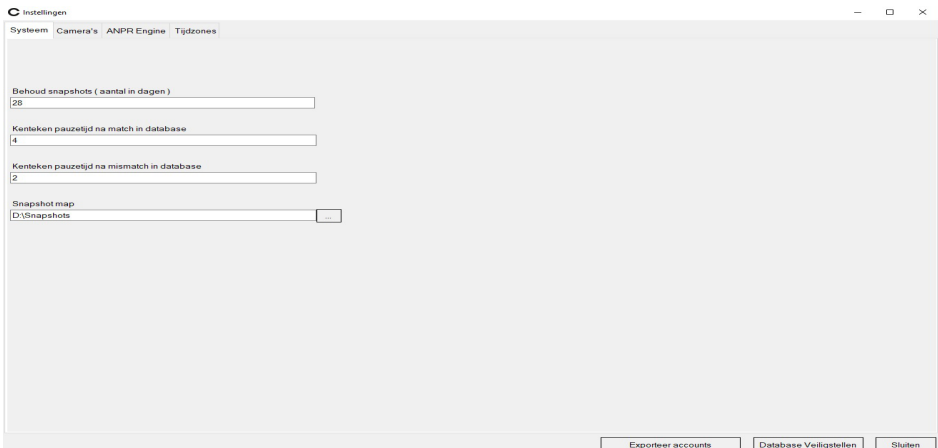 C Instellingen
Systeem Camera's ANPR Engine Tijdzones
Behoud snapshots ( aantal in dagen )
28
Kenteken pauzetijd na match in database
4
Kenteken pauzetijd na mismatch in database
2
Snapshot map
D:\Snapshots ...
Exporteer accounts Database Veiligstellen Sluiten